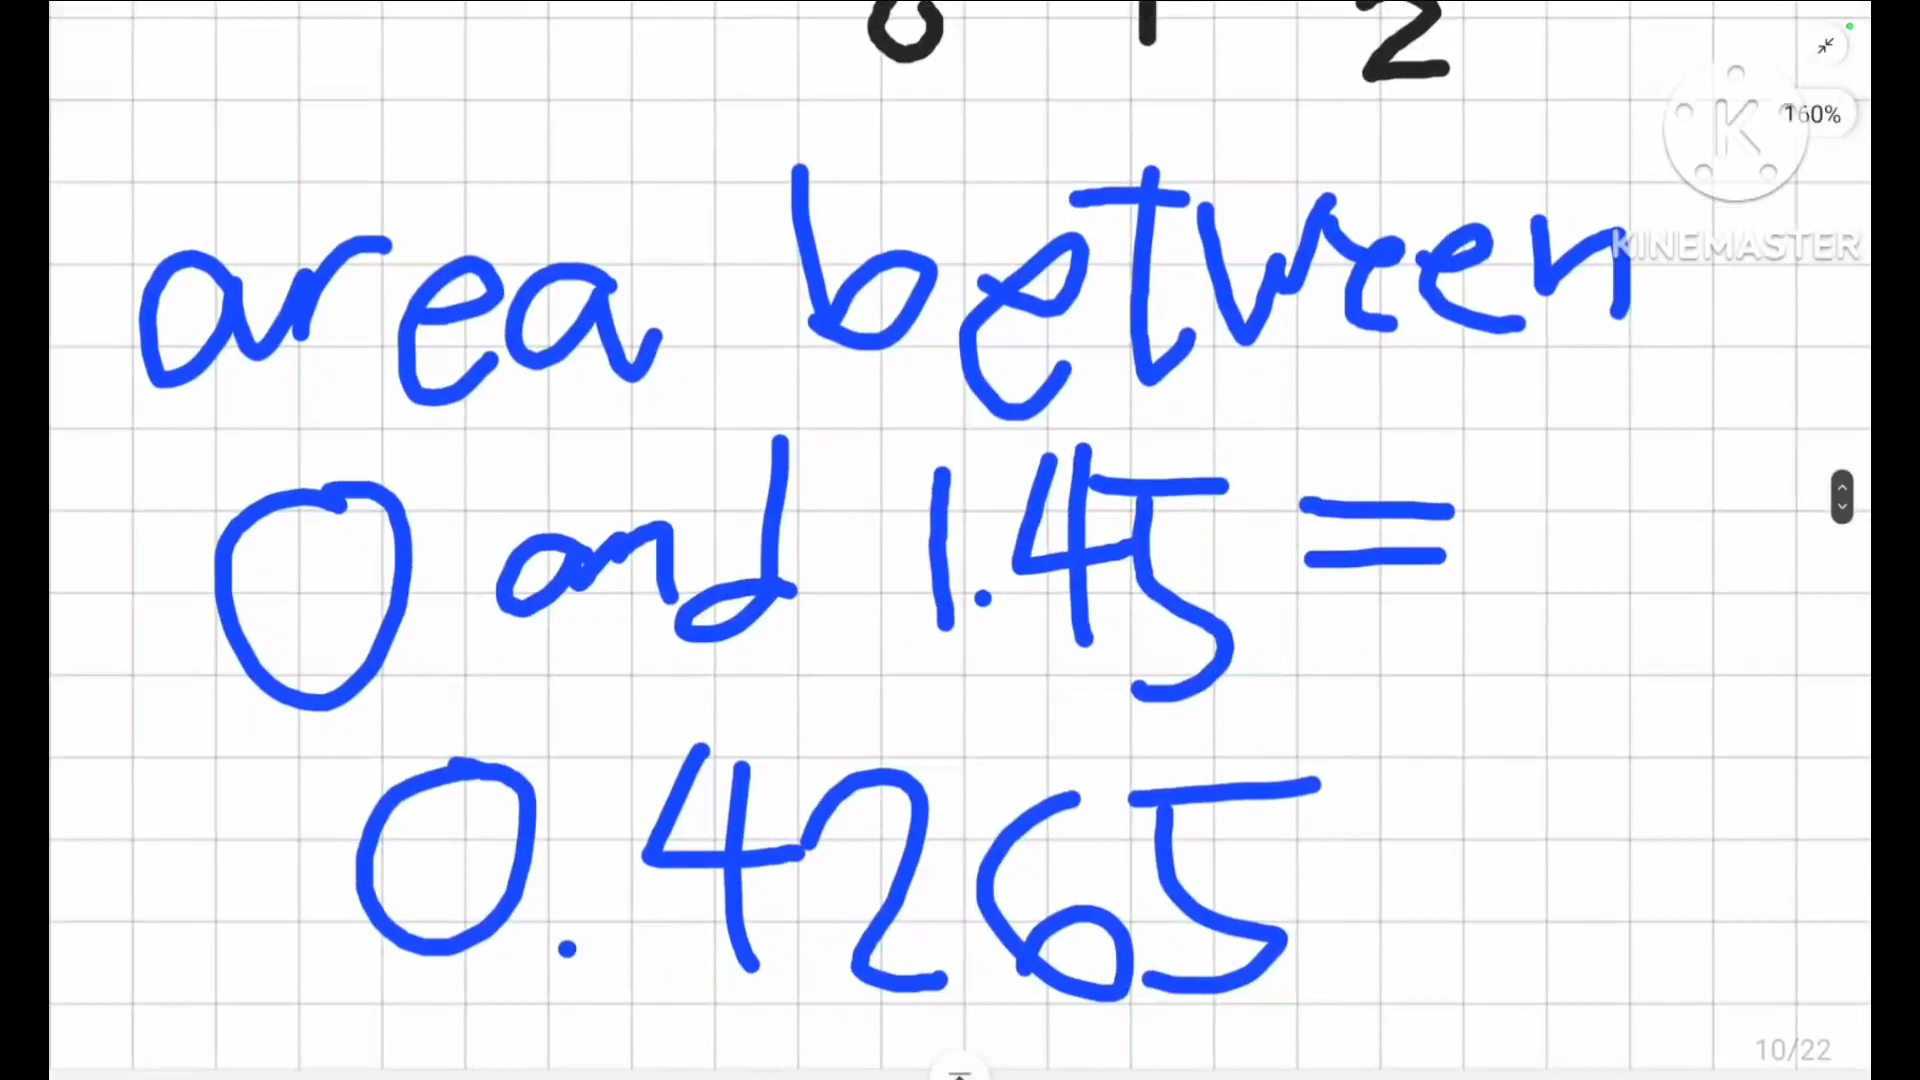 0 1 2
160%
K
KINEMASTER
area between
0 and 1.45 =
0.4265
10/22